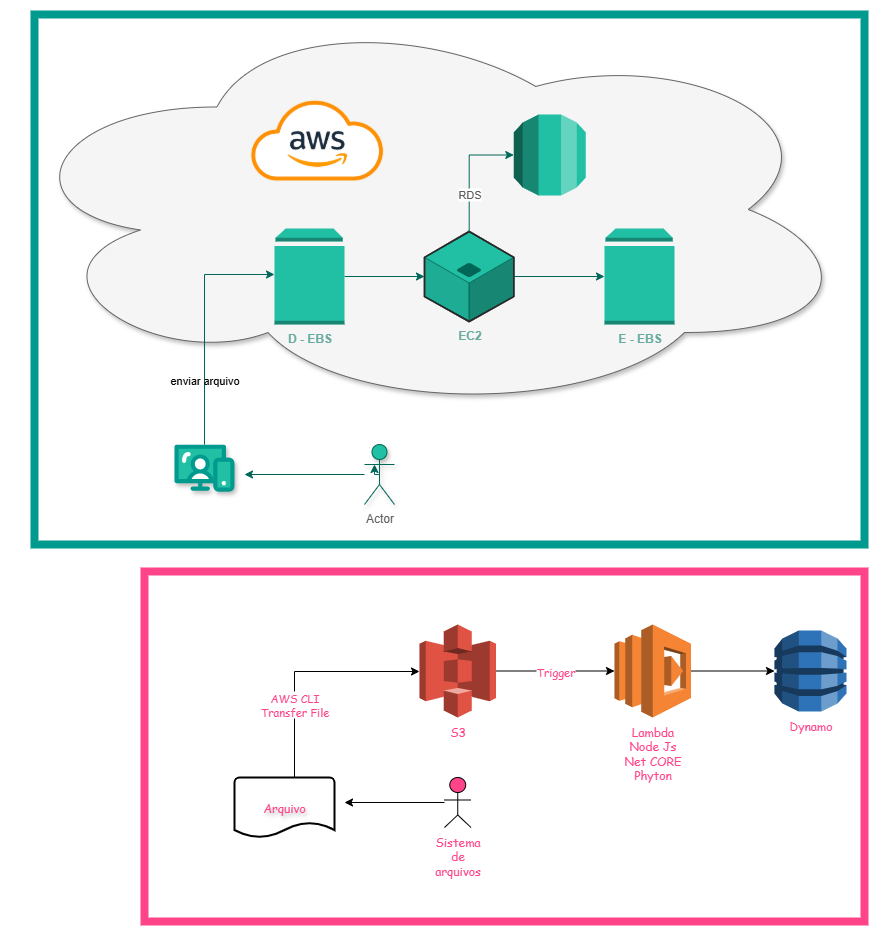 aws
RDS
D - EBS
EC2
E - EBS
enviar arquivo
Actor
AWS CLI
Transfer File
Trigger
S3
Lambda
Node Js
Net CORE
Phyton
Dynamo
Arquivo
Sistema
de
arquivos